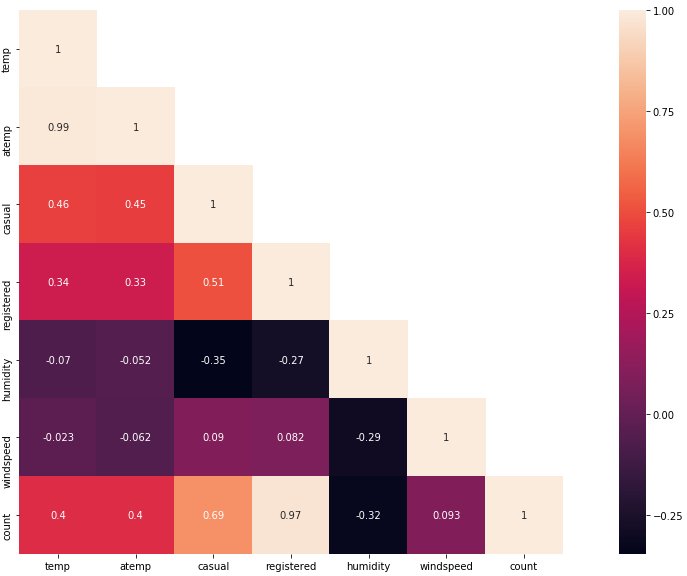 temp 1
atemp 0.99 1
casual 0.46 0.45 1
registered 0.34 0.33 0.51 1
humidity -0.07 -0.052 -0.35 -0.27 1
windspeed -0.023 -0.062 0.09 0.082 -0.29 1
count 0.4 0.4 0.69 0.97 -0.32 0.093 1
temp atemp casual registered humidity windspeed count
1.00
0.75
0.50
0.25
0.00
−0.25